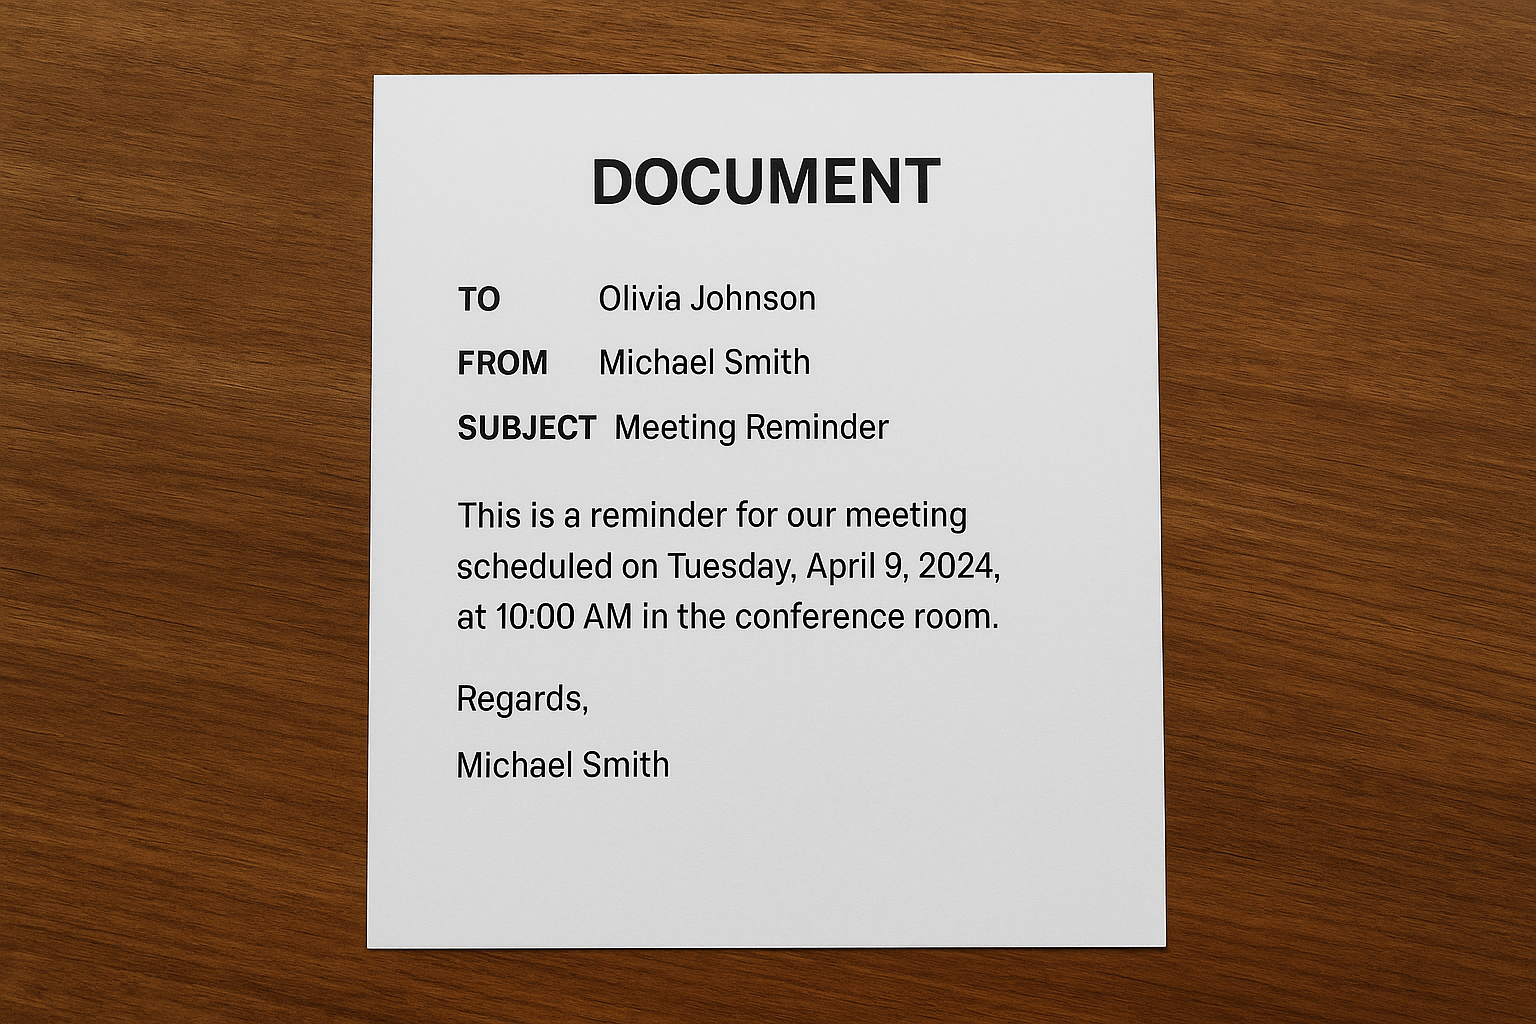 DOCUMENT
TO Olivia Johnson
FROM Michael Smith
SUBJECT Meeting Reminder
This is a reminder for our meeting
scheduled on Tuesday, April 9, 2024,
at 10:00 AM in the conference room.
Regards,
Michael Smith